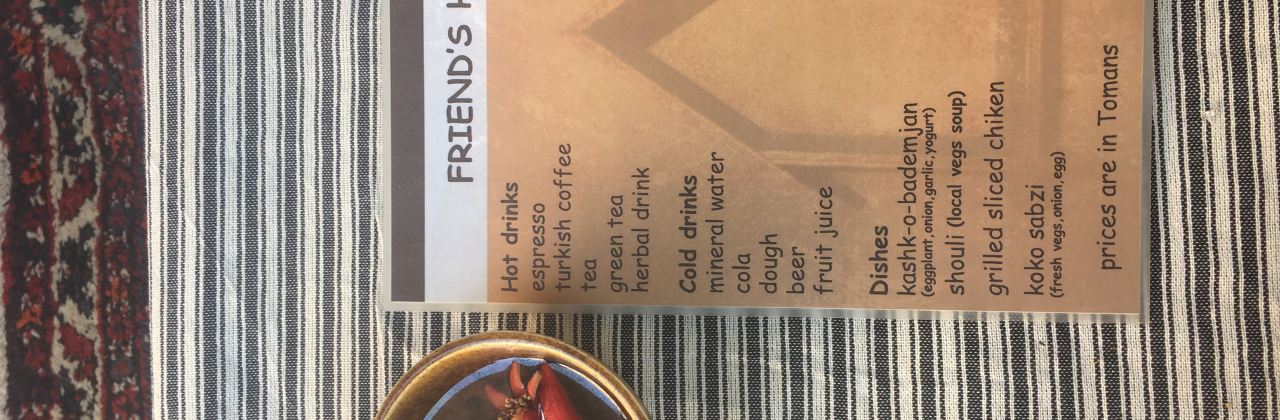 FRIEND'S
Hot drinks
espresso
turkish coffee
tea
green tea
herbal drink
Cold drinks
mineral water
cola
dough
beer
fruit juice
Dishes
kashk-o-bademjan
(eggplant,onion,garlic,yogurt)
shouli (local vegs soup)
grilled sliced chiken
koko sabzi
(fresh vegs,onion,egg)
prices are in Tomans